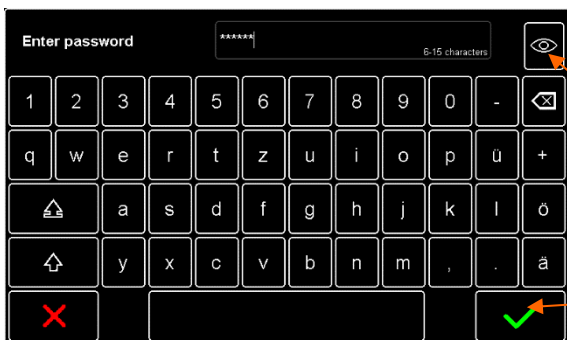 Enter password ******
6-15 characters
1 2 3 4 5 6 7 8 9 0 -
q w e r t z u i o p ü +
a s d f g h j k l ö
y x c v b n m , . ä